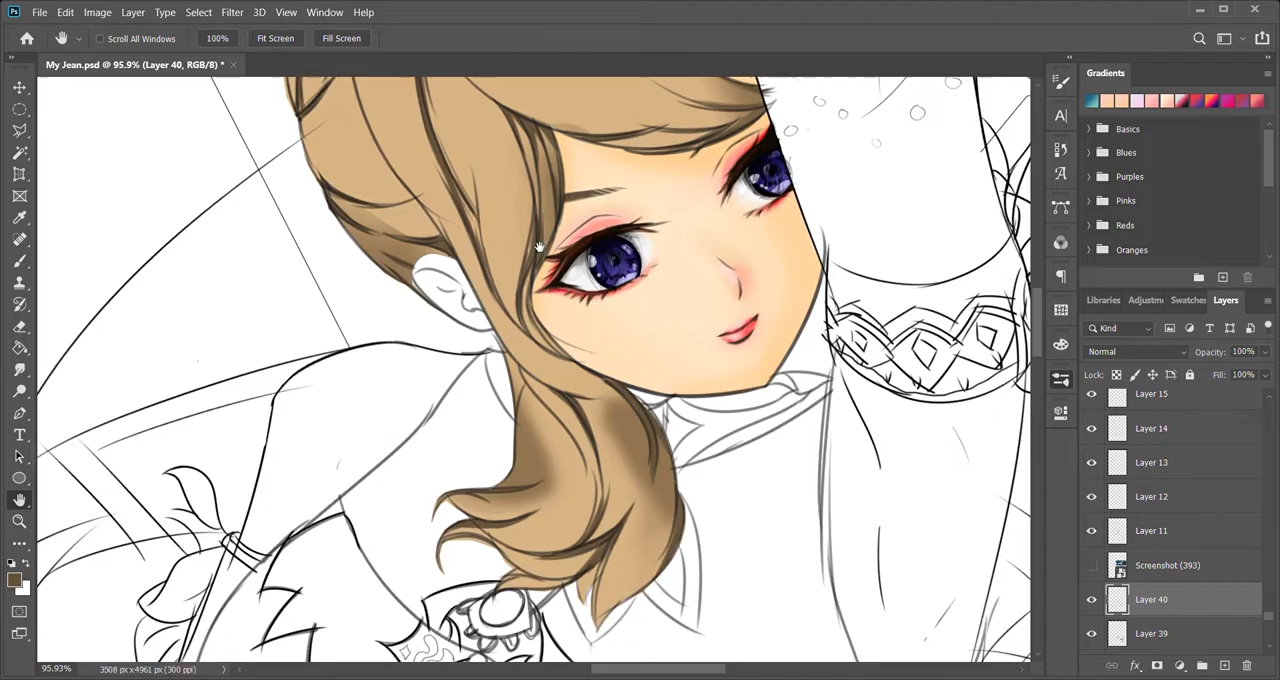 Ps File Edit Image Layer Type Select Filter 3D View Window Help
Scroll All Windows 100% Fit Screen Fill Screen
My Jean.psd @ 95.9% (Layer 40, RGB/8) *
Gradients
Basics
Blues
Purples
Pinks
Reds
Oranges
Libraries Adjustme Swatches Layers
Kind
Normal Opacity: 100%
Lock: Fill: 100%
Layer 15
Layer 14
Layer 13
Layer 12
Layer 11
Screenshot (393)
Layer 40
Layer 39
95.93% 3508 px x 4961 px (300 ppi)